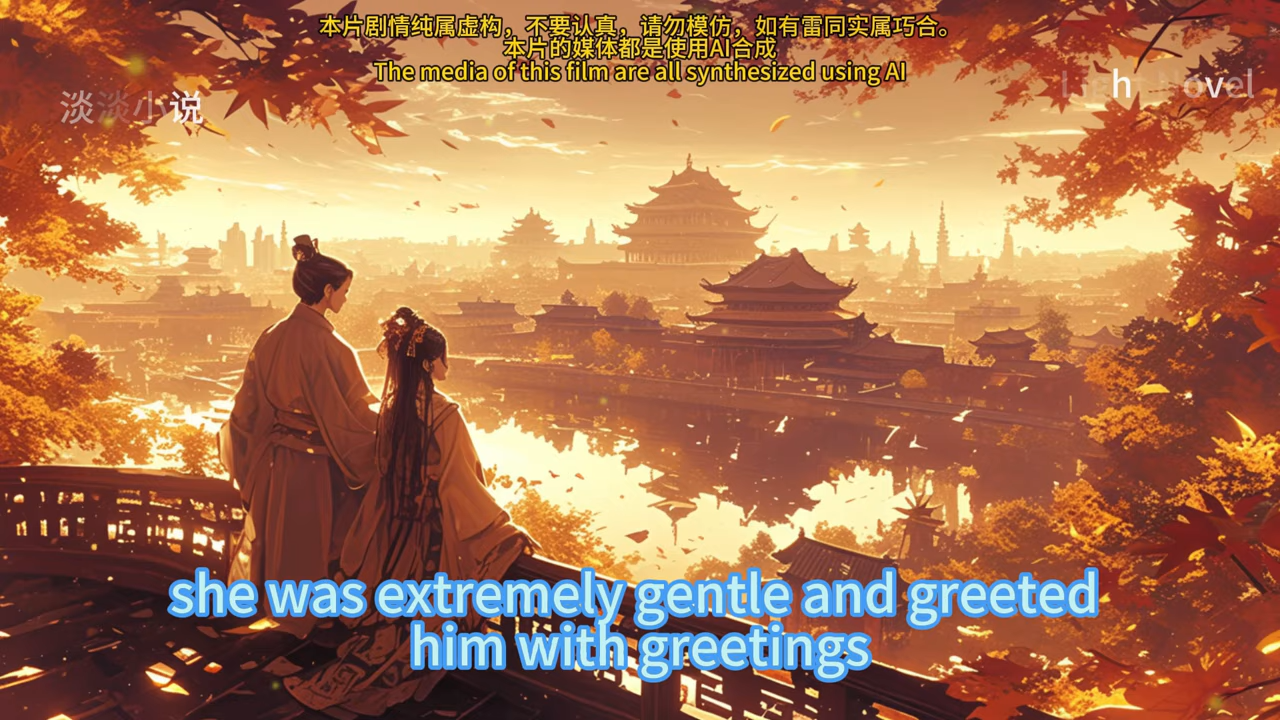 本片剧情纯属虚构，不要认真，请勿模仿，如有雷同实属巧合。
本片的媒体都是使用AI合成
The media of this film are all synthesized using AI
淡淡小说
Light Novel
she was extremely gentle and greeted
him with greetings